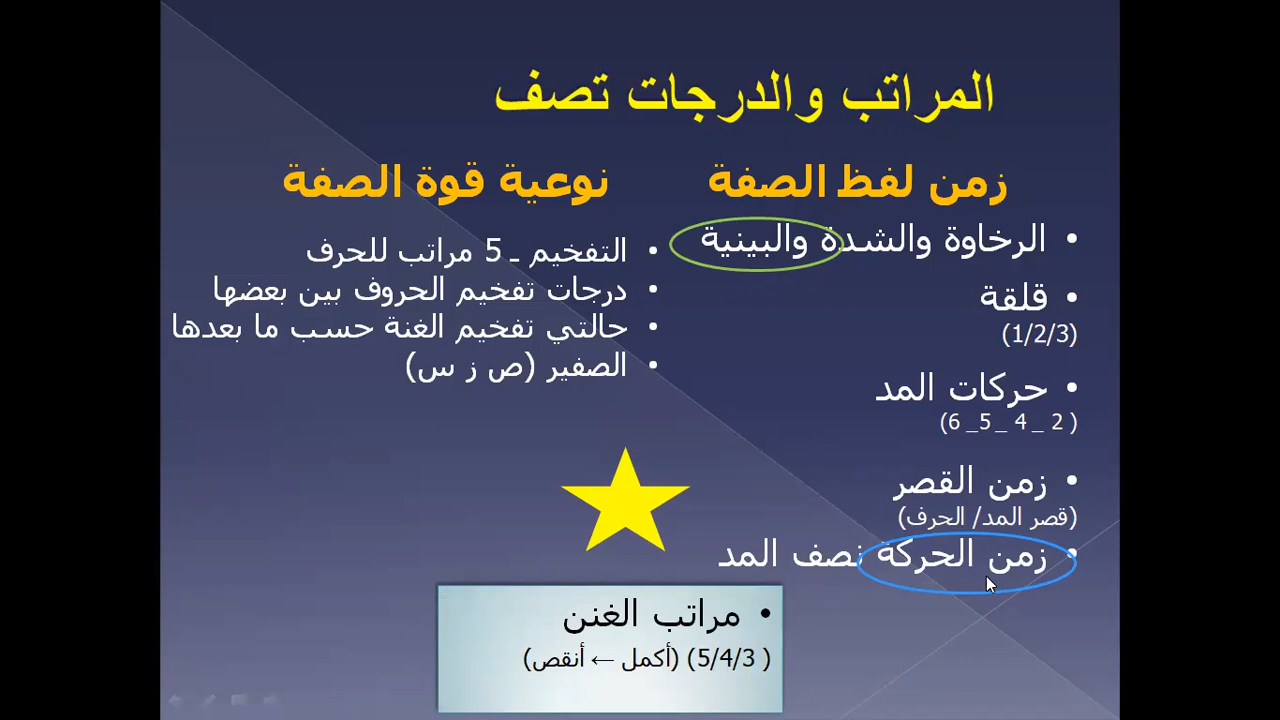 المراتب والدرجات تصف
زمن لفظ الصفة
• الرخاوة والشدة والبينية
• قلقة
(1/2/3)
• حركات المد
( 2 _ 4 _ 5_ 6)
• زمن القصر
(قصر المد/ الحرف)
• زمن الحركة نصف المد
نوعية قوة الصفة
• التفخيم ـ 5 مراتب للحرف
• درجات تفخيم الحروف بين بعضها
• حالتي تفخيم الغنة حسب ما بعدها
• الصفير (ص ز س)
• مراتب الغنن
( 5/4/3) (أكمل ← أنقص)